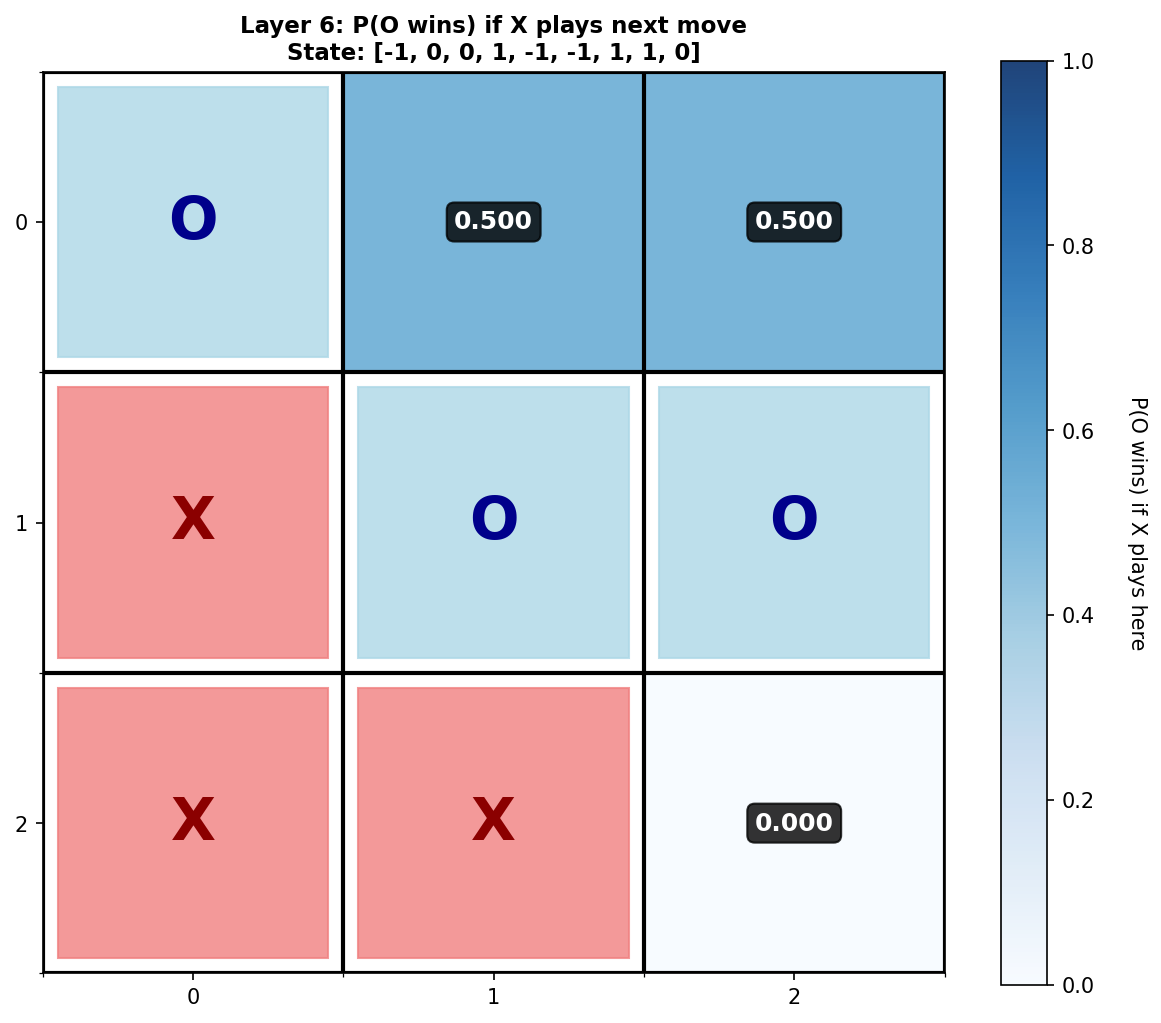 Layer 6: P(O wins) if X plays next move
State: [-1, 0, 0, 1, -1, -1, 1, 1, 0]
O
0.500
0.500
X
O
O
X
X
0.000
0
1
2
0
1
2
1.0
0.8
0.6
0.4
0.2
0.0
P(O wins) if X plays here